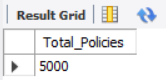 Result Grid
Total_Policies
5000